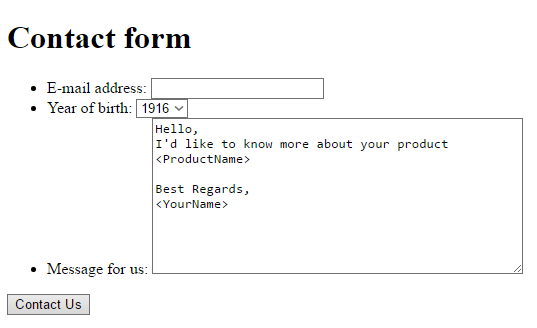 Contact form
E-mail address:
Year of birth: 1916
Hello,
I'd like to know more about your product
<ProductName>
Best Regards,
<YourName>
Message for us:
Contact Us